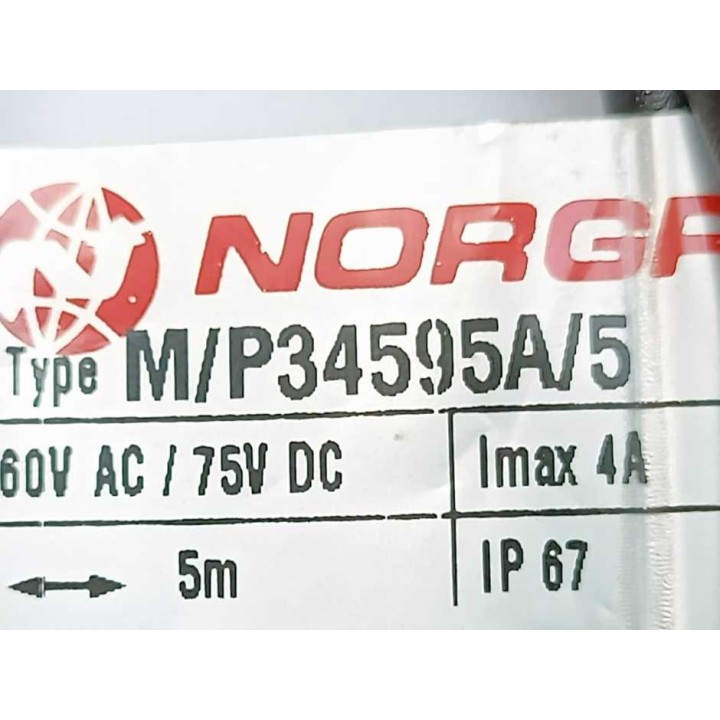 NORGR
Type M/P34595A/5
60V AC / 75V DC Imax 4A
5m IP 67